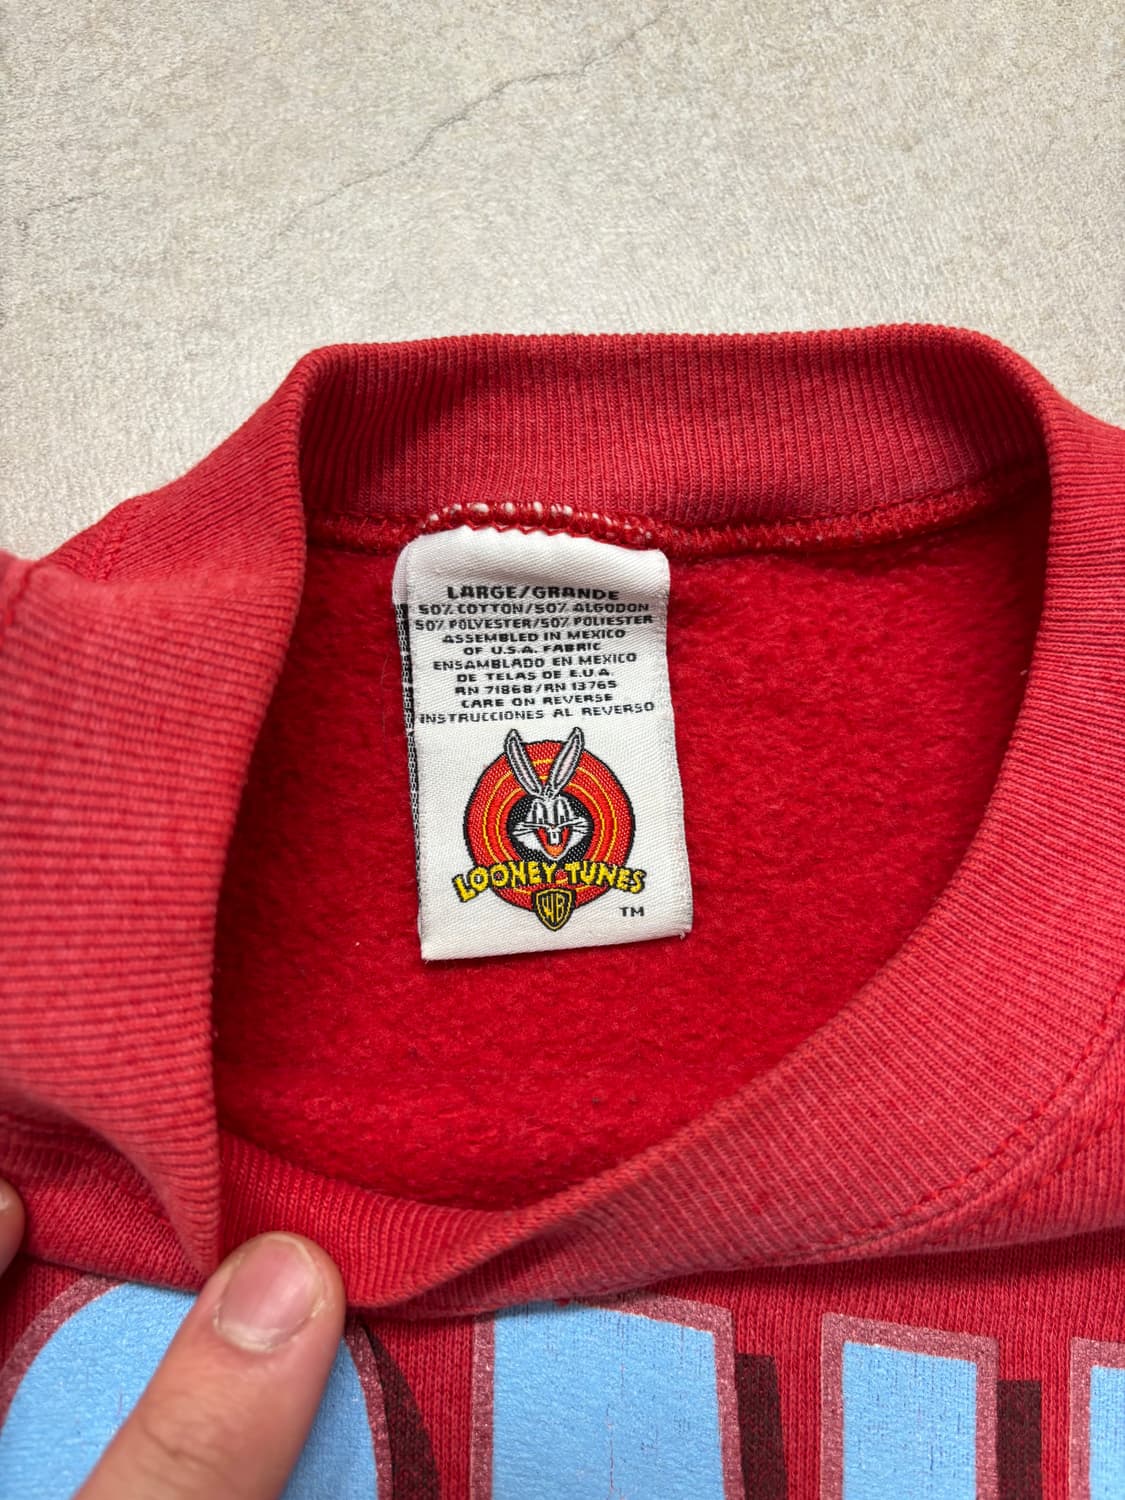 LARGE/GRANDE
50% COTTON/50% ALGODON
50% POLYESTER/50% POLIESTER
ASSEMBLED IN MEXICO
OF U.S.A. FABRIC
ENSAMBLADO EN MEXICO
DE TELAS DE E.U.A.
RN 71868/RN 13765
CARE ON REVERSE
INSTRUCCIONES AL REVERSO
LOONEY TUNES
WB
TM